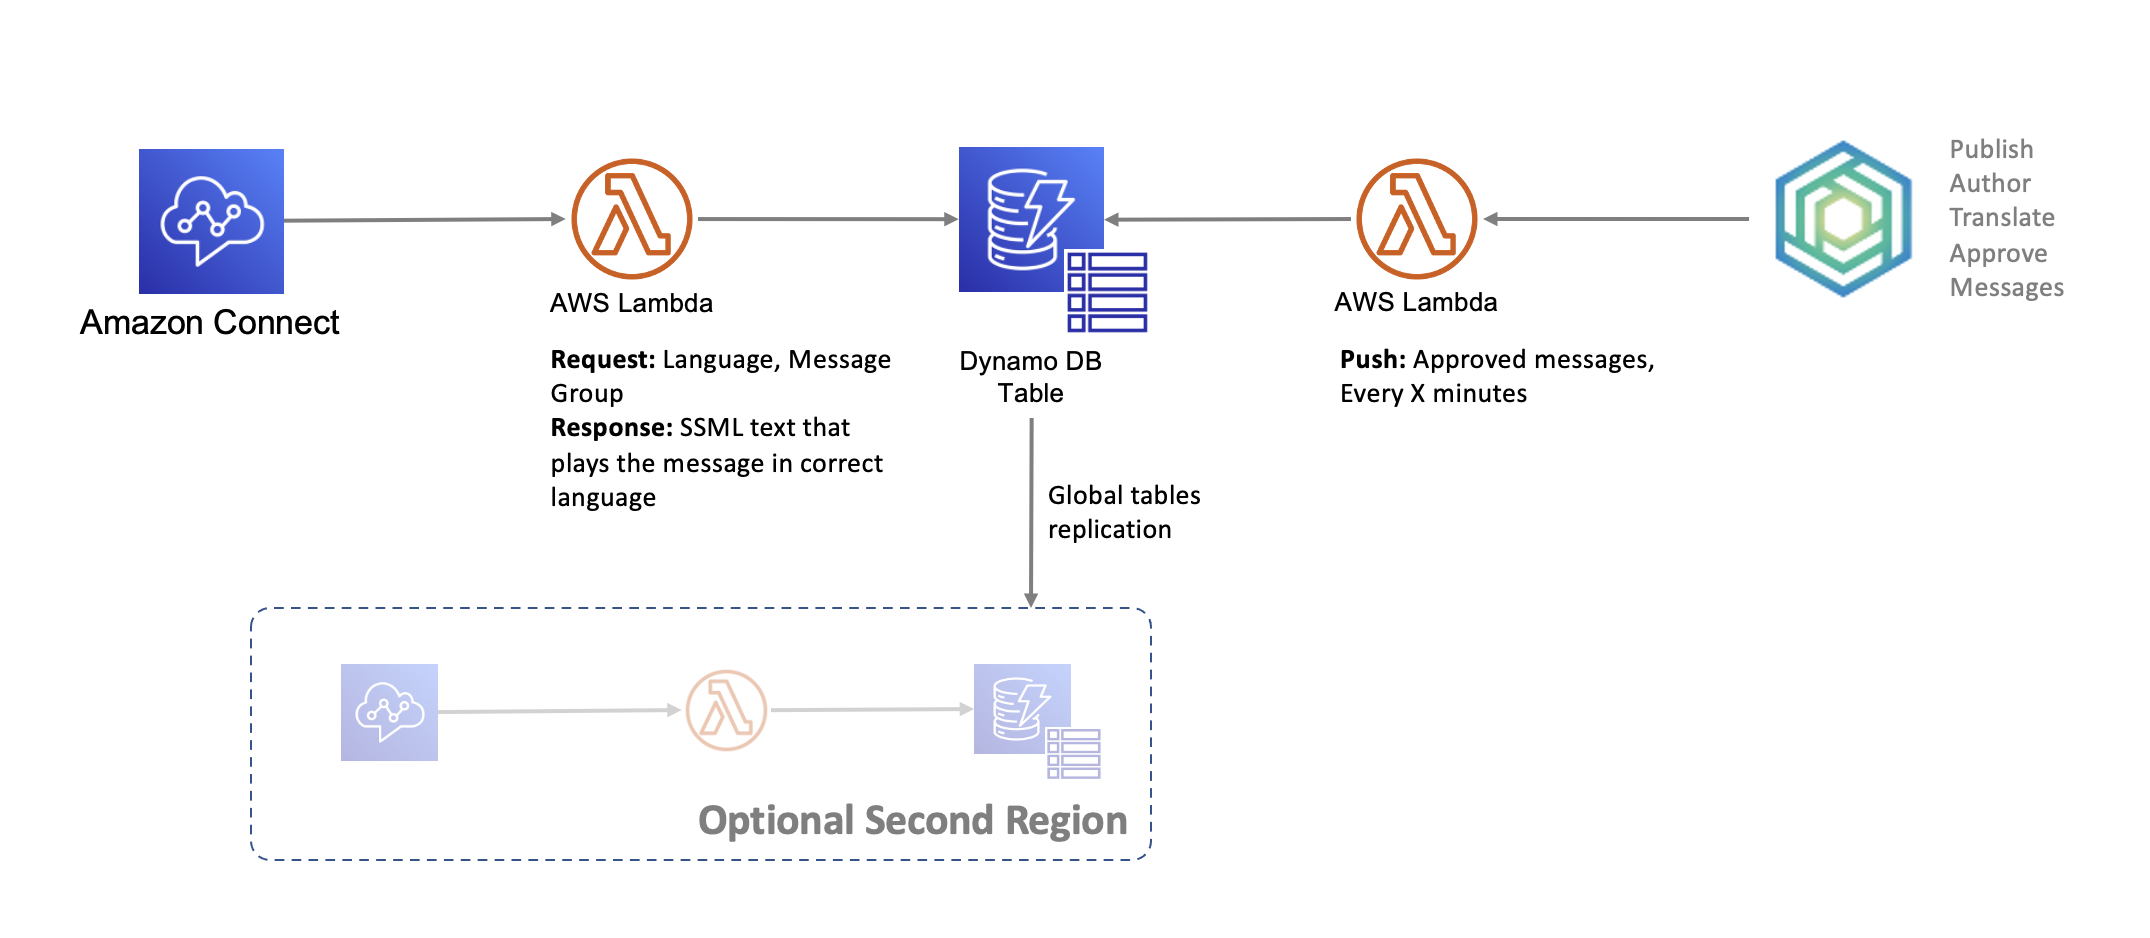 Publish
Author
Translate
Approve
Messages
Amazon Connect
AWS Lambda
Request: Language, Message
Group
Response: SSML text that
plays the message in correct
language
Dynamo DB
Table
AWS Lambda
Push: Approved messages,
Every X minutes
Global tables
replication
Optional Second Region